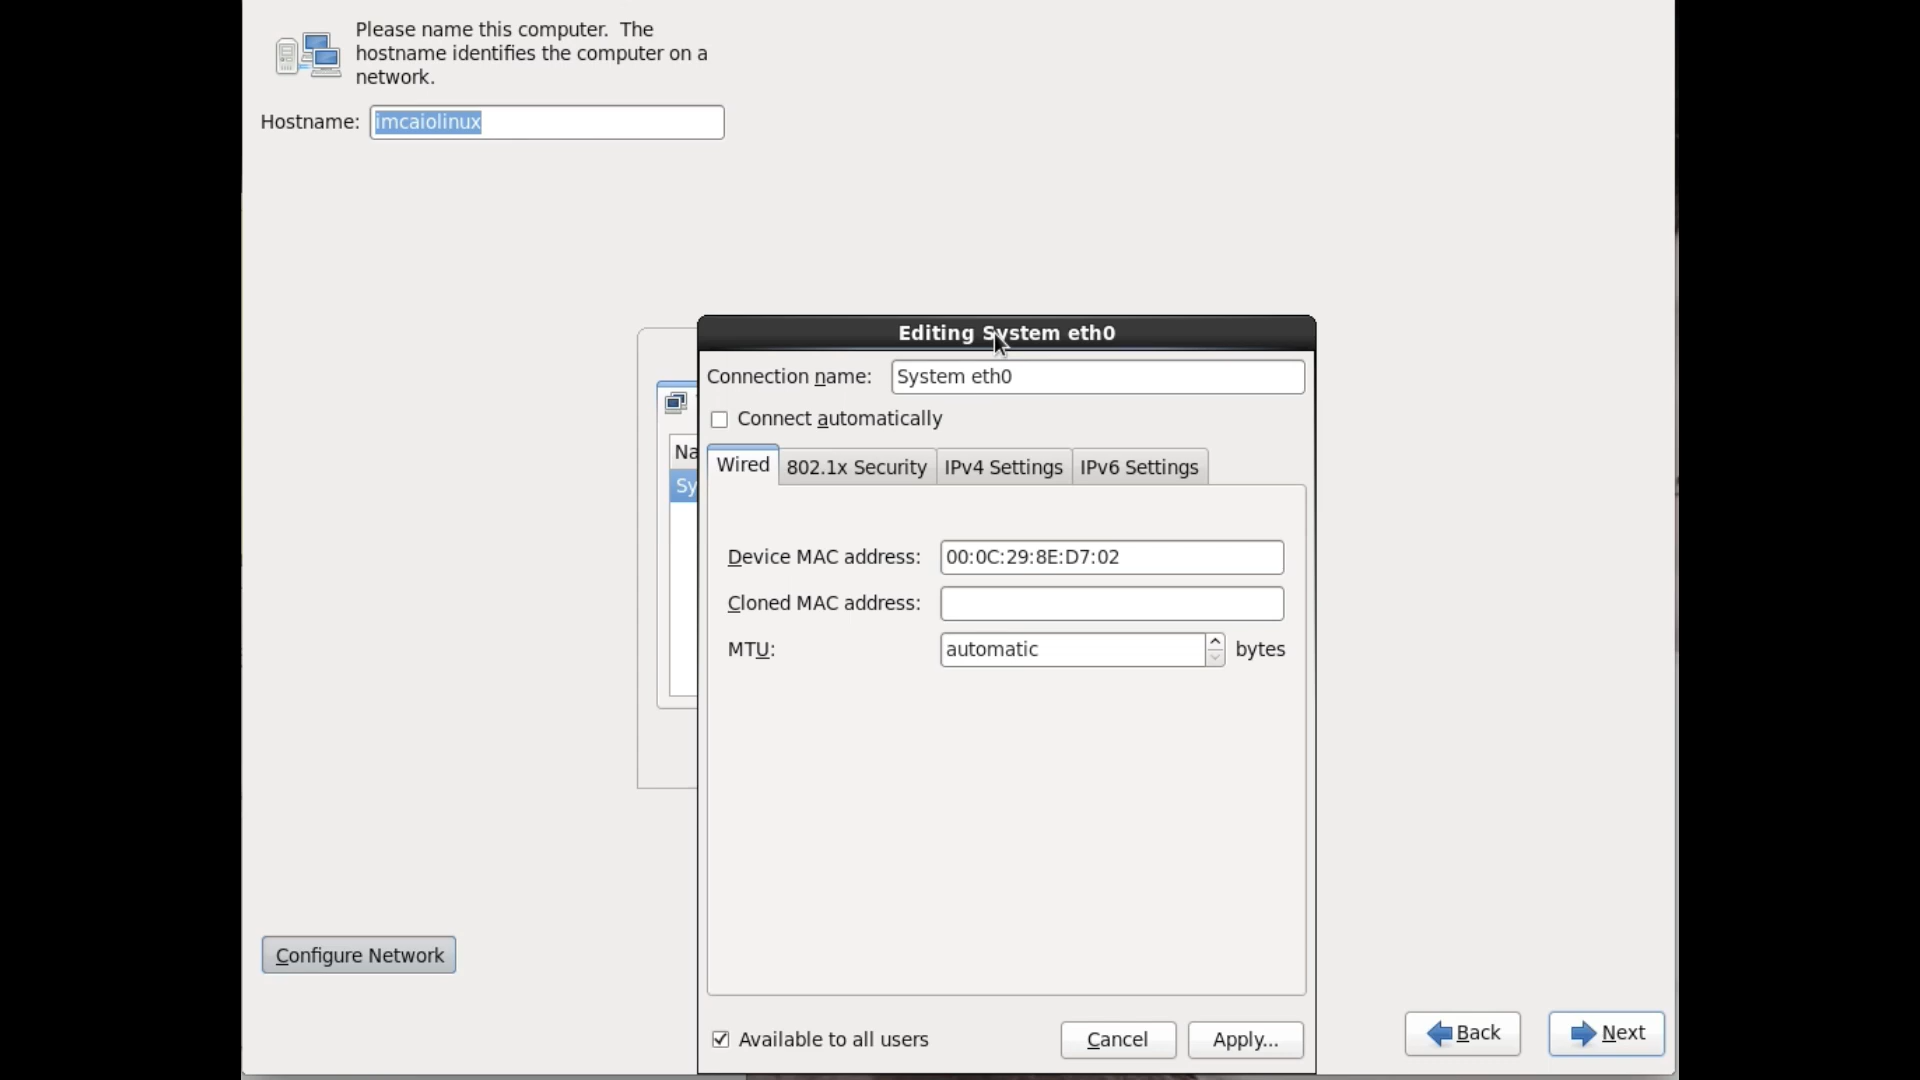 Please name this computer.  The
hostname identifies the computer on a
network.
Hostname: imcaiolinux
Editing System eth0
Connection name: System eth0
Connect automatically
Na
Wired 802.1x Security IPv4 Settings IPv6 Settings
Sy
Device MAC address: 00:0C:29:8E:D7:02
Cloned MAC address:
MTU: automatic bytes
Configure Network
Available to all users Cancel Apply... Back Next